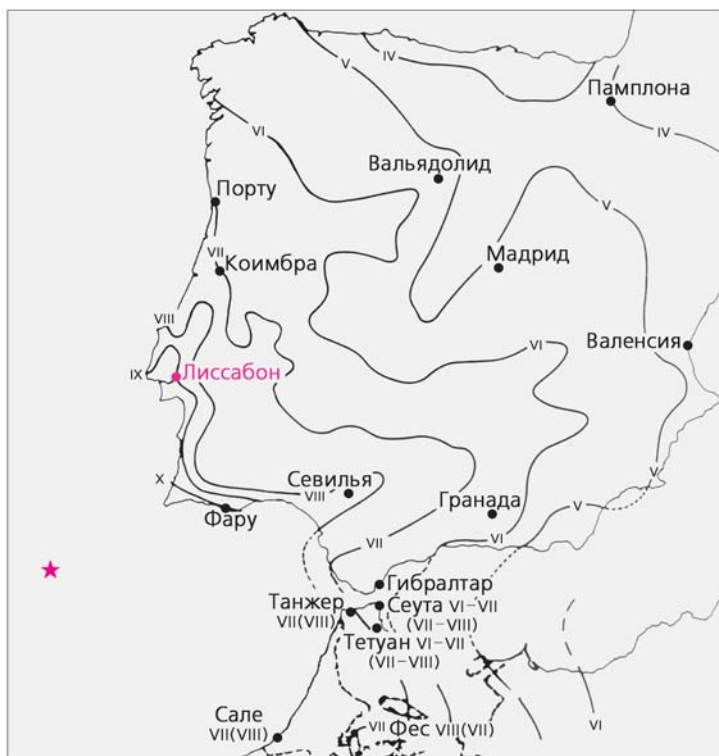 IV
V
Памплона
VI
IV
Вальядолид
Порту
V
VII
Коимбра
Мадрид
VIII
VI
Валенсия
IX
Лиссабон
X
Севилья
VIII
V
Гранада
V
Фару
VII
VI
Гибралтар
Танжер
VII(VIII)
Сеута VI–VII
(VII–VIII)
Тетуан VI–VII
(VII–VIII)
Сале
VII(VIII)
VII
Фес VIII(VII)
VI